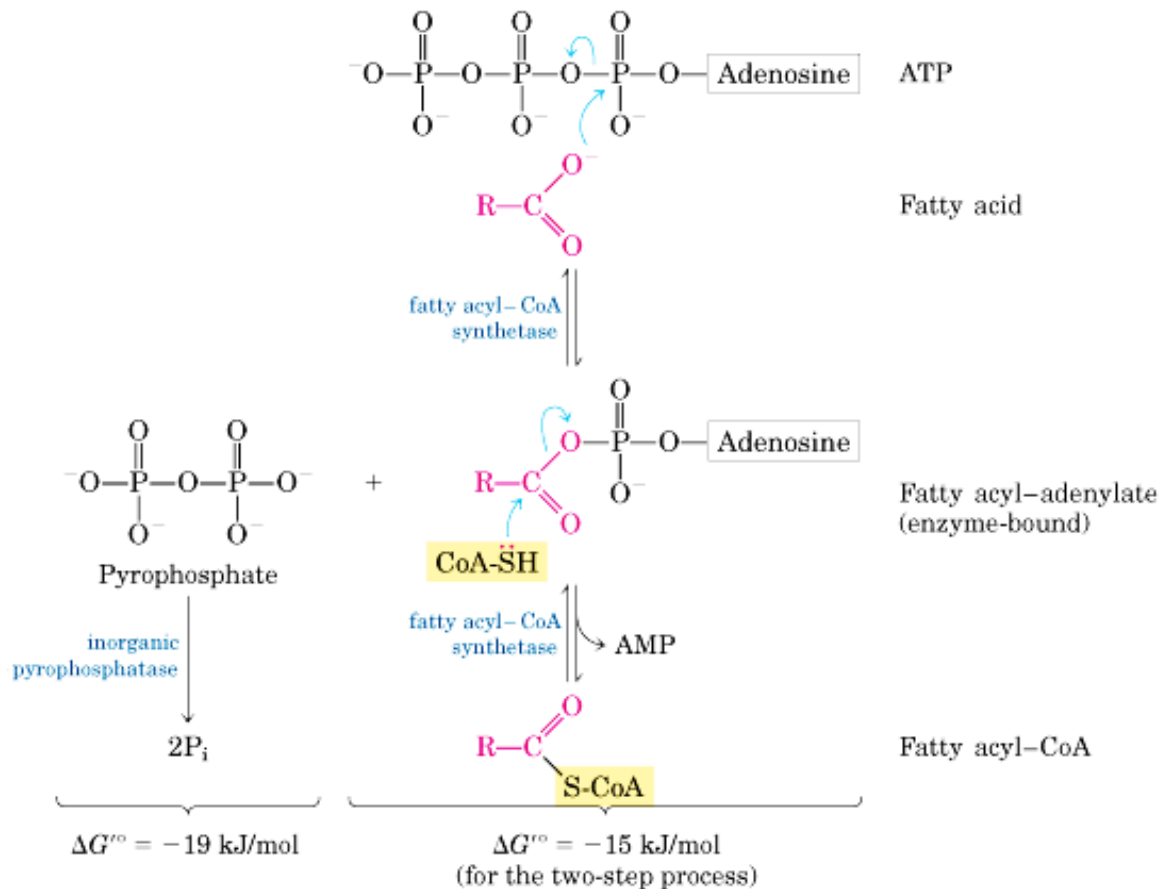 O O O
⁻O—P—O—P—O—P—O—Adenosine ATP
O⁻ O⁻ O⁻
O⁻
R—C Fatty acid
O
fatty acyl–CoA
synthetase
O
O O O—P—O—Adenosine
⁻O—P—O—P—O⁻ + R—C O⁻ Fatty acyl–adenylate
O⁻ O⁻ O (enzyme-bound)
CoA-S̈H
Pyrophosphate
fatty acyl–CoA
synthetase AMP
inorganic
pyrophosphatase
O
2Pᵢ R—C Fatty acyl–CoA
S-CoA
ΔG′° = −19 kJ/mol ΔG′° = −15 kJ/mol
(for the two-step process)